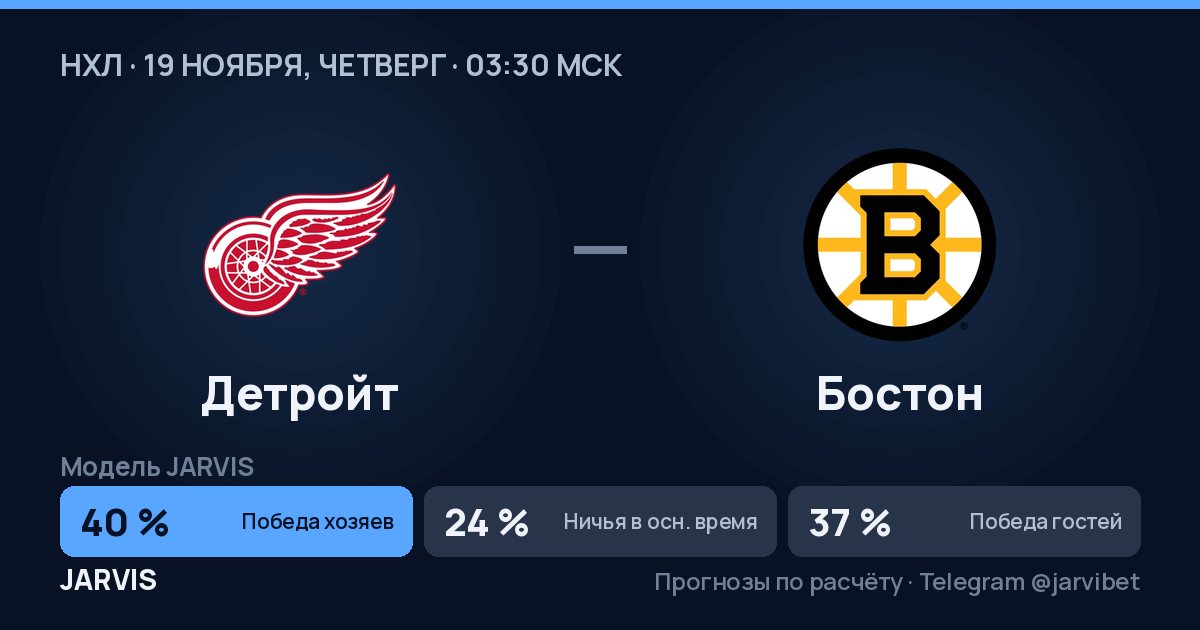 НХЛ · 19 НОЯБРЯ, ЧЕТВЕРГ · 03:30 МСК
B
Детройт
—
Бостон
Модель JARVIS
40 % Победа хозяев
24 % Ничья в осн. время
37 % Победа гостей
JARVIS
Прогнозы по расчёту · Telegram @jarvibet